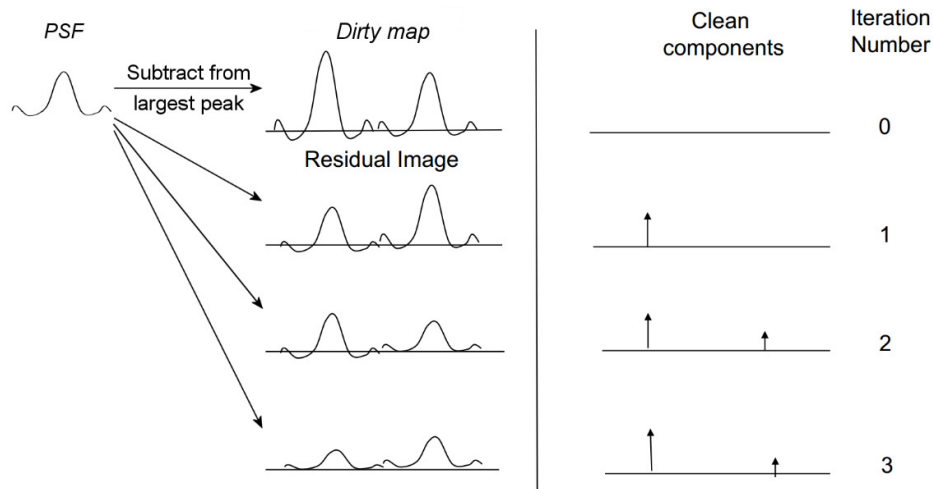 PSF
Dirty map
Clean
components
Iteration
Number
Subtract from
largest peak
0
Residual Image
1
2
3